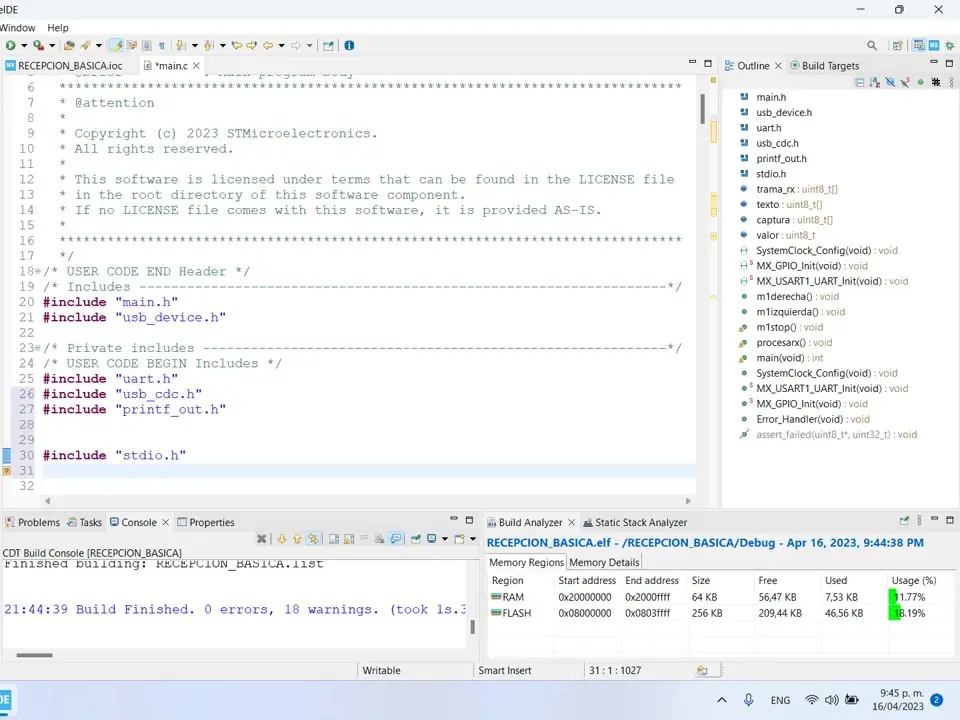 eIDE
Window Help
RECEPCION_BASICA.ioc *main.c
6 *******************************************************************************
7 * @attention
8 *
9 * Copyright (c) 2023 STMicroelectronics.
10 * All rights reserved.
11 *
12 * This software is licensed under terms that can be found in the LICENSE file
13 * in the root directory of this software component.
14 * If no LICENSE file comes with this software, it is provided AS-IS.
15 *
16 *******************************************************************************
17 */
18 /* USER CODE END Header */
19 /* Includes ------------------------------------------------------------------*/
20 #include "main.h"
21 #include "usb_device.h"
22
23 /* Private includes ----------------------------------------------------------*/
24 /* USER CODE BEGIN Includes */
25 #include "uart.h"
26 #include "usb_cdc.h"
27 #include "printf_out.h"
28
29
30 #include "stdio.h"
31
32
Outline Build Targets
main.h
usb_device.h
uart.h
usb_cdc.h
printf_out.h
stdio.h
trama_rx : uint8_t[]
texto : uint8_t[]
captura : uint8_t[]
valor : uint8_t
SystemClock_Config(void) : void
MX_GPIO_Init(void) : void
MX_USART1_UART_Init(void) : void
m1derecha() : void
m1izquierda() : void
m1stop() : void
procesarx() : void
main(void) : int
SystemClock_Config(void) : void
MX_USART1_UART_Init(void) : void
MX_GPIO_Init(void) : void
Error_Handler(void) : void
assert_failed(uint8_t*, uint32_t) : void
Problems Tasks Console Properties
CDT Build Console [RECEPCION_BASICA]
Finished building: RECEPCION_BASICA.list
21:44:39 Build Finished. 0 errors, 18 warnings. (took 1s.3
Build Analyzer Static Stack Analyzer
RECEPCION_BASICA.elf - /RECEPCION_BASICA/Debug - Apr 16, 2023, 9:44:38 PM
Memory Regions Memory Details
Region Start address End address Size Free Used Usage (%)
RAM 0x20000000 0x2000ffff 64 KB 56,47 KB 7,53 KB 11.77%
FLASH 0x08000000 0x0803ffff 256 KB 209,44 KB 46,56 KB 18.19%
Writable Smart Insert 31 : 1 : 1027
DE
ENG
9:45 p. m.
16/04/2023
2